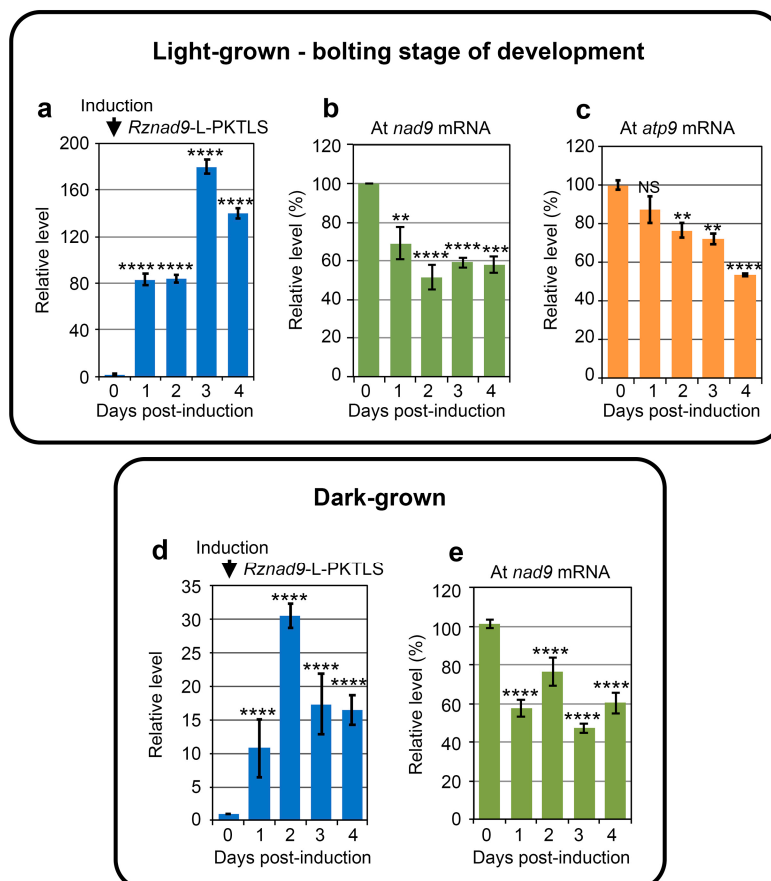 Light-grown - bolting stage of development
a
Induction
Rznad9-L-PKTLS
Relative level
200
160
120
80
40
0
****
****
****
****
0 1 2 3 4
Days post-induction
b
At nad9 mRNA
Relative level (%)
120
100
80
60
40
20
0
**
****
****
***
0 1 2 3 4
Days post-induction
c
At atp9 mRNA
Relative level (%)
120
100
80
60
40
20
0
NS
**
**
****
0 1 2 3 4
Days post-induction
Dark-grown
d
Induction
Rznad9-L-PKTLS
Relative level
35
30
25
20
15
10
5
0
****
****
****
****
0 1 2 3 4
Days post-induction
e
At nad9 mRNA
Relative level (%)
120
100
80
60
40
20
0
****
****
****
****
0 1 2 3 4
Days post-induction